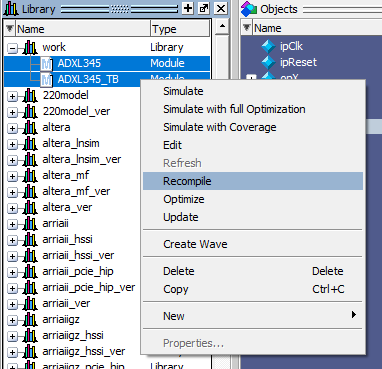 Library
Objects
Name
Type
Name
work
Library
ipClk
ADXL345
Module
ipReset
ADXL345_TB
Module
opX
220model
220model_ver
altera
altera_lnsim
altera_lnsim_ver
altera_mf
altera_mf_ver
altera_ver
arriaii
arriaii_hssi
arriaii_hssi_ver
arriaii_pcie_hip
arriaii_pcie_hip_ver
arriaii_ver
arriaiigz
arriaiigz_hssi
arriaiigz_hssi_ver
arriaiigz_pcie_hip
Simulate
Simulate with full Optimization
Simulate with Coverage
Edit
Refresh
Recompile
Optimize
Update
Create Wave
Delete Delete
Copy Ctrl+C
New
Properties...